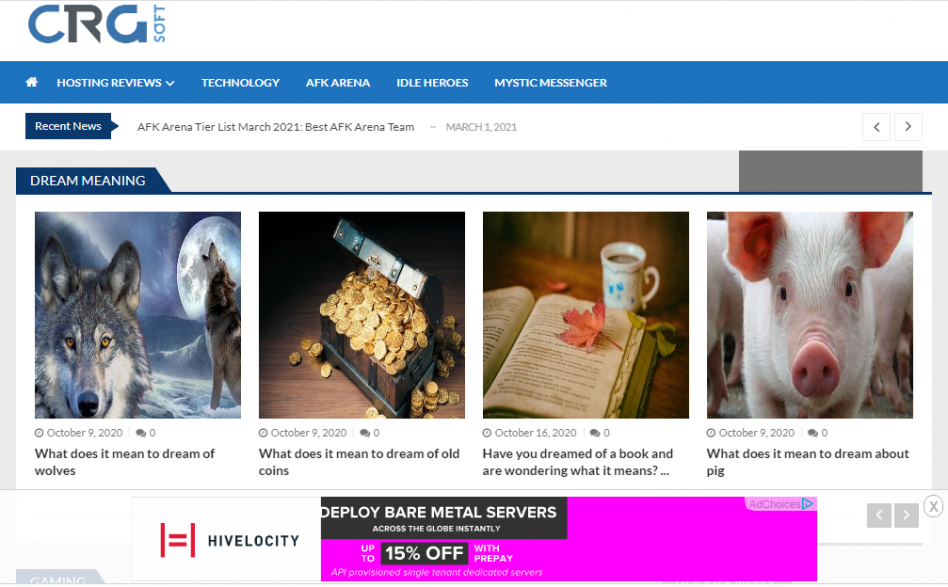 CRG SOFT
HOSTING REVIEWS TECHNOLOGY AFK ARENA IDLE HEROES MYSTIC MESSENGER
Recent News AFK Arena Tier List March 2021: Best AFK Arena Team – MARCH 1, 2021
DREAM MEANING
October 9, 2020 0
What does it mean to dream of
wolves
October 9, 2020 0
What does it mean to dream of old
coins
October 16, 2020 0
Have you dreamed of a book and
are wondering what it means? ...
October 9, 2020 0
What does it mean to dream about
pig
HIVELOCITY
DEPLOY BARE METAL SERVERS
ACROSS THE GLOBE INSTANTLY
UP TO 15% OFF WITH PREPAY
API provisioned single tenant dedicated servers
AdChoices
X
GAMING